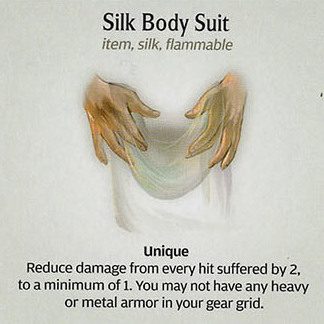 Silk Body Suit
item, silk, flammable
Unique
Reduce damage from every hit suffered by 2,
to a minimum of 1. You may not have any heavy
or metal armor in your gear grid.